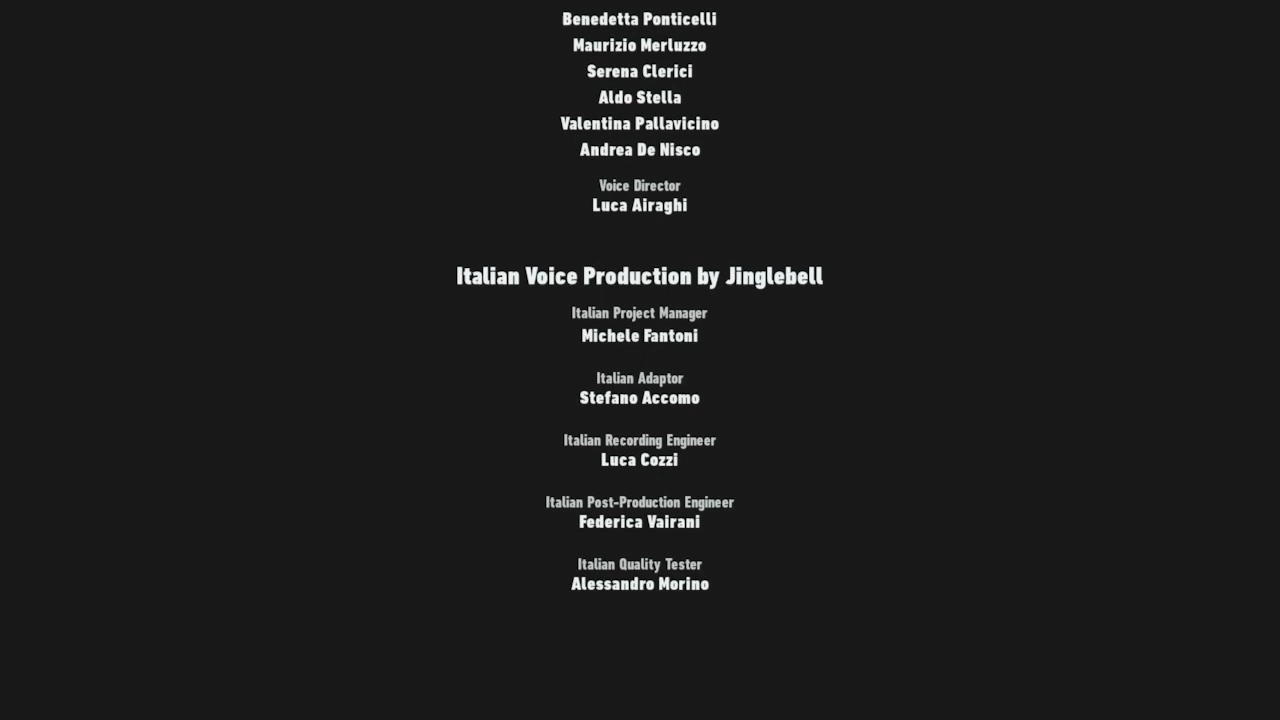 Benedetta Ponticelli
Maurizio Merluzzo
Serena Clerici
Aldo Stella
Valentina Pallavicino
Andrea De Nisco
Voice Director
Luca Airaghi
Italian Voice Production by Jinglebell
Italian Project Manager
Michele Fantoni
Italian Adaptor
Stefano Accomo
Italian Recording Engineer
Luca Cozzi
Italian Post-Production Engineer
Federica Vairani
Italian Quality Tester
Alessandro Morino